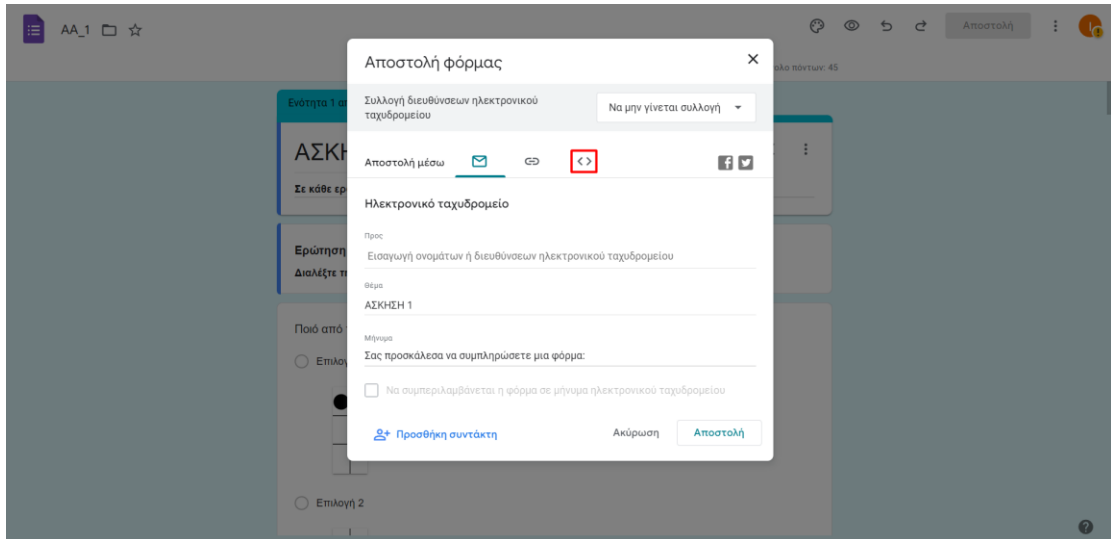 AA_1
Αποστολή
Αποστολή φόρμας
ολο πόντων: 45
Ενότητα 1 απ
Συλλογή διευθύνσεων ηλεκτρονικού
ταχυδρομείου
Να μην γίνεται συλλογή
ΑΣΚΗ
Αποστολή μέσω
Σε κάθε ερ
Ηλεκτρονικό ταχυδρομείο
Προς
Εισαγωγή ονομάτων ή διευθύνσεων ηλεκτρονικού ταχυδρομείου
Ερώτηση
Διαλέξτε τη
Θέμα
ΑΣΚΗΣΗ 1
Ποιό από
Μήνυμα
Σας προσκάλεσα να συμπληρώσετε μια φόρμα:
Επιλογ
Να συμπεριλαμβάνεται η φόρμα σε μήνυμα ηλεκτρονικού ταχυδρομείου
Προσθήκη συντάκτη
Ακύρωση
Αποστολή
Επιλογή 2